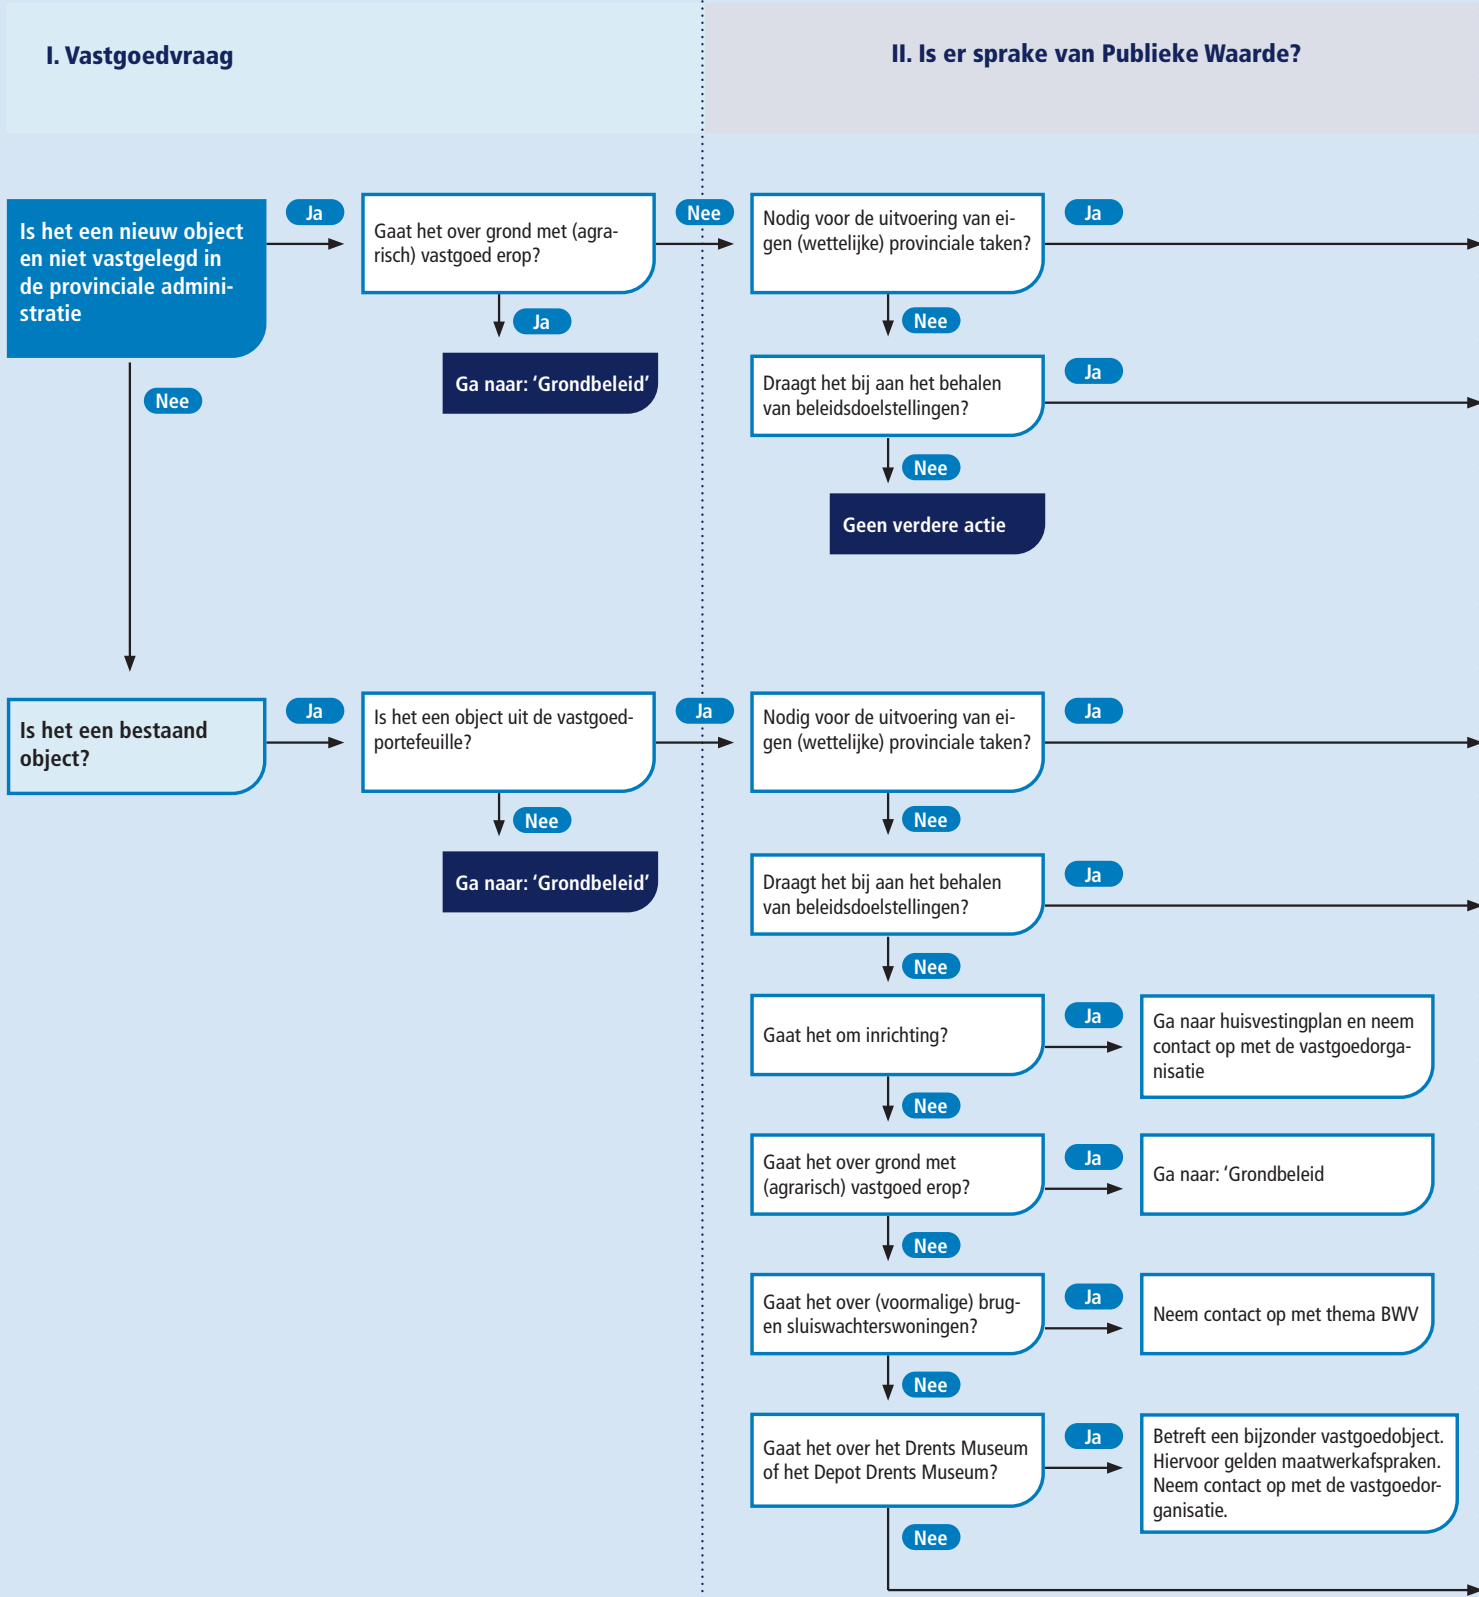 I. Vastgoedvraag
II. Is er sprake van Publieke Waarde?
Is het een nieuw object
en niet vastgelegd in
de provinciale admini-
stratie
Ja
Gaat het over grond met (agra-
risch) vastgoed erop?
Nee
Nodig voor de uitvoering van ei-
gen (wettelijke) provinciale taken?
Ja
Ja
Nee
Ga naar: ‘Grondbeleid’
Draagt het bij aan het behalen
van beleidsdoelstellingen?
Ja
Nee
Nee
Geen verdere actie
Is het een bestaand
object?
Ja
Is het een object uit de vastgoed-
portefeuille?
Ja
Nodig voor de uitvoering van ei-
gen (wettelijke) provinciale taken?
Ja
Nee
Nee
Ga naar: ‘Grondbeleid’
Draagt het bij aan het behalen
van beleidsdoelstellingen?
Ja
Nee
Gaat het om inrichting?
Ja
Ga naar huisvestingplan en neem
contact op met de vastgoedorga-
nisatie
Nee
Gaat het over grond met
(agrarisch) vastgoed erop?
Ja
Ga naar: ‘Grondbeleid
Nee
Gaat het over (voormalige) brug-
en sluiswachterswoningen?
Ja
Neem contact op met thema BWV
Nee
Gaat het over het Drents Museum
of het Depot Drents Museum?
Ja
Betreft een bijzonder vastgoedobject.
Hiervoor gelden maatwerkafspraken.
Neem contact op met de vastgoedor-
ganisatie.
Nee